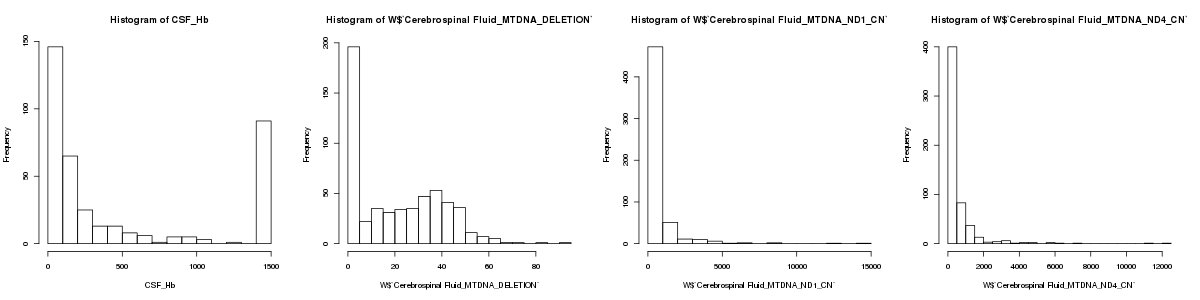 Histogram of CSF_Hb
Frequency
0 50 100 150
0 500 1000 1500
CSF_Hb
Histogram of W$`Cerebrospinal Fluid_MTDNA_DELETION`
Frequency
0 50 100 150 200
0 20 40 60 80
W$`Cerebrospinal Fluid_MTDNA_DELETION`
Histogram of W$`Cerebrospinal Fluid_MTDNA_ND1_CN`
Frequency
0 100 200 300 400
0 5000 10000 15000
W$`Cerebrospinal Fluid_MTDNA_ND1_CN`
Histogram of W$`Cerebrospinal Fluid_MTDNA_ND4_CN`
Frequency
0 100 200 300 400
0 2000 4000 6000 8000 10000 12000
W$`Cerebrospinal Fluid_MTDNA_ND4_CN`